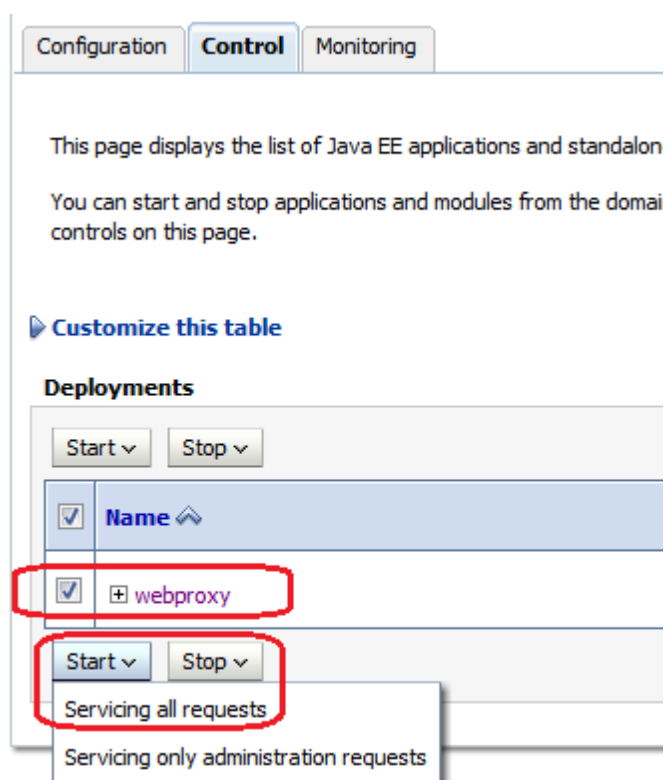 Configuration Control Monitoring
This page displays the list of Java EE applications and standalon
You can start and stop applications and modules from the domai
controls on this page.
Customize this table
Deployments
Start Stop
Name
webproxy
Start Stop
Servicing all requests
Servicing only administration requests